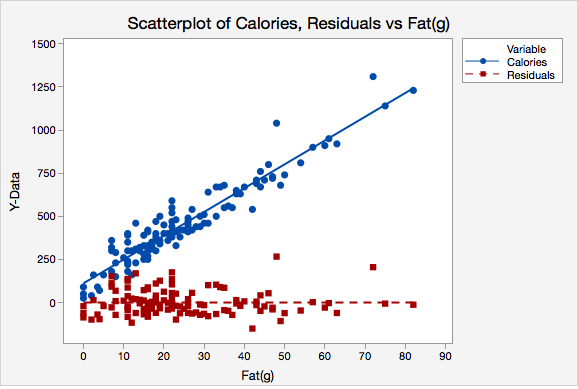 Scatterplot of Calories, Residuals vs Fat(g)
Variable
Calories
Residuals
Y-Data
1500
1250
1000
750
500
250
0
0 10 20 30 40 50 60 70 80 90
Fat(g)